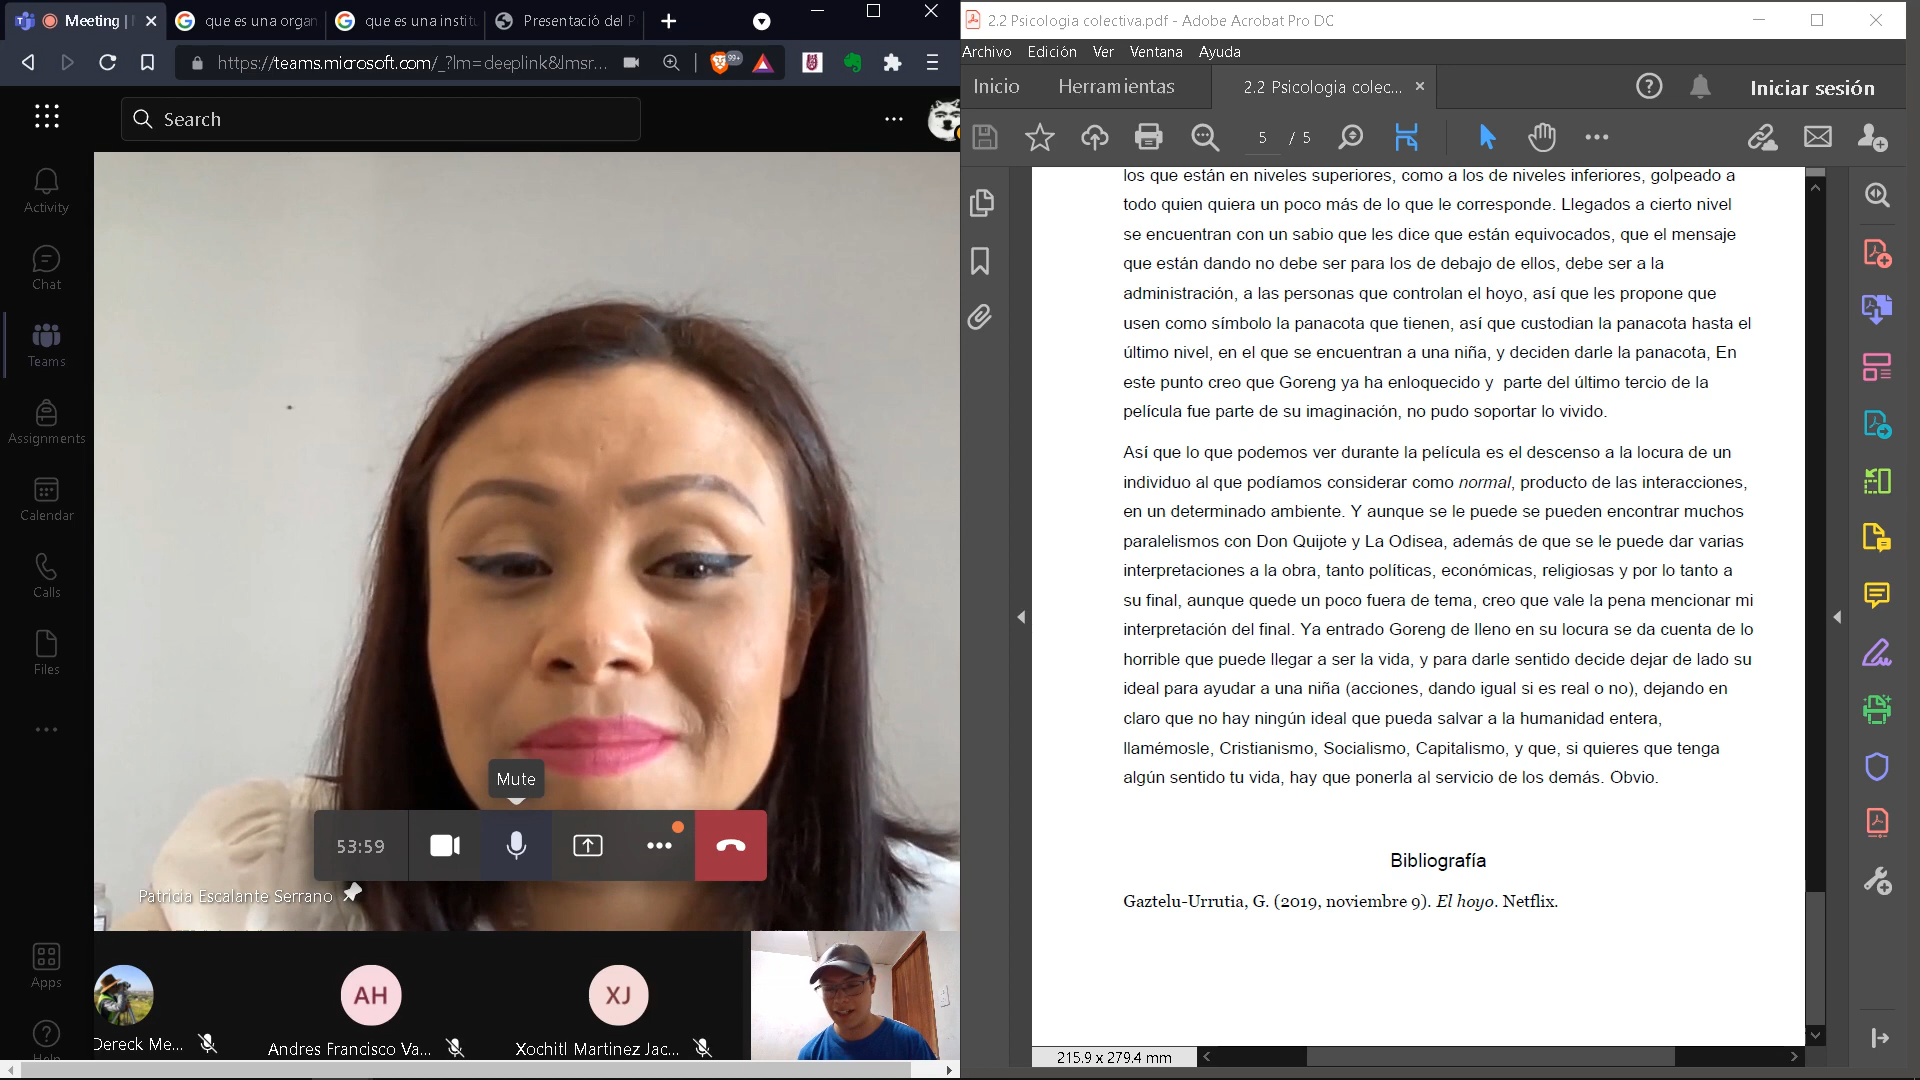 Meeting |
que es una organ
que es una institu
Presentació del P
https://teams.microsoft.com/_?lm=deeplink&lmsr...
99+
Search
Activity
Chat
Teams
Assignments
Calendar
Calls
Files
Apps
Help
Mute
53:59
Patricia Escalante Serrano
Dereck Me...
AH
Andres Francisco Va...
XJ
Xochitl Martinez Jac...
2.2 Psicologia colectiva.pdf - Adobe Acrobat Pro DC
Archivo Edición Ver Ventana Ayuda
Inicio Herramientas 2.2 Psicologia colec... Iniciar sesión
5 / 5
los que están en niveles superiores, como a los de niveles inferiores, golpeado a
todo quien quiera un poco más de lo que le corresponde. Llegados a cierto nivel
se encuentran con un sabio que les dice que están equivocados, que el mensaje
que están dando no debe ser para los de debajo de ellos, debe ser a la
administración, a las personas que controlan el hoyo, así que les propone que
usen como símbolo la panacota que tienen, así que custodian la panacota hasta el
último nivel, en el que se encuentran a una niña, y deciden darle la panacota, En
este punto creo que Goreng ya ha enloquecido y  parte del último tercio de la
película fue parte de su imaginación, no pudo soportar lo vivido.
Así que lo que podemos ver durante la película es el descenso a la locura de un
individuo al que podíamos considerar como normal, producto de las interacciones,
en un determinado ambiente. Y aunque se le puede se pueden encontrar muchos
paralelismos con Don Quijote y La Odisea, además de que se le puede dar varias
interpretaciones a la obra, tanto políticas, económicas, religiosas y por lo tanto a
su final, aunque quede un poco fuera de tema, creo que vale la pena mencionar mi
interpretación del final. Ya entrado Goreng de lleno en su locura se da cuenta de lo
horrible que puede llegar a ser la vida, y para darle sentido decide dejar de lado su
ideal para ayudar a una niña (acciones, dando igual si es real o no), dejando en
claro que no hay ningún ideal que pueda salvar a la humanidad entera,
llamémosle, Cristianismo, Socialismo, Capitalismo, y que, si quieres que tenga
algún sentido tu vida, hay que ponerla al servicio de los demás. Obvio.
Bibliografía
Gaztelu-Urrutia, G. (2019, noviembre 9). El hoyo. Netflix.
215.9 x 279.4 mm